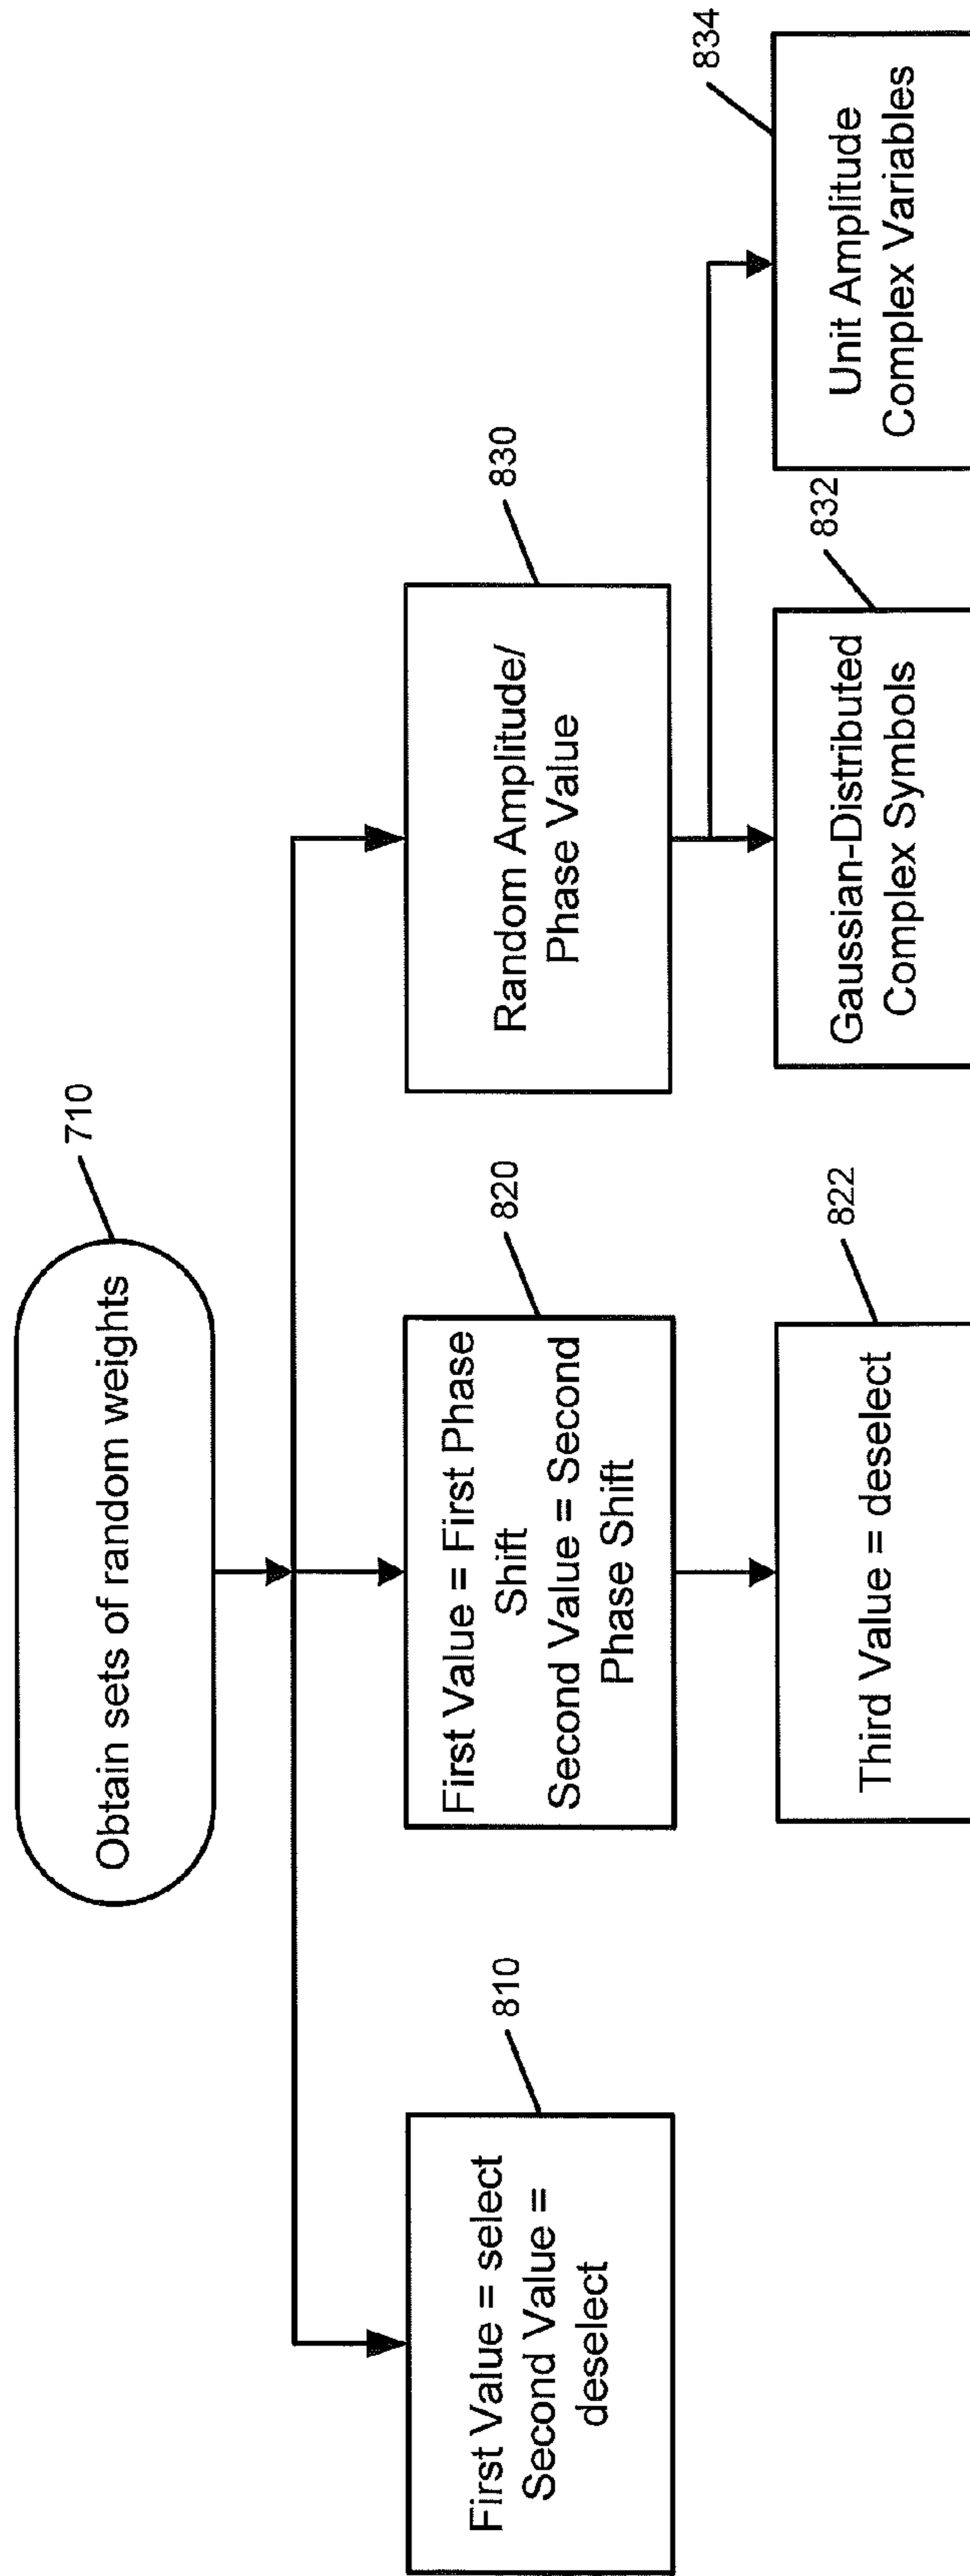 710
Obtain sets of random weights
810
First Value = select
Second Value =
deselect
820
First Value = First Phase
Shift
Second Value = Second
Phase Shift
830
Random Amplitude/
Phase Value
822
Third Value = deselect
832
Gaussian-Distributed
Complex Symbols
834
Unit Amplitude
Complex Variables